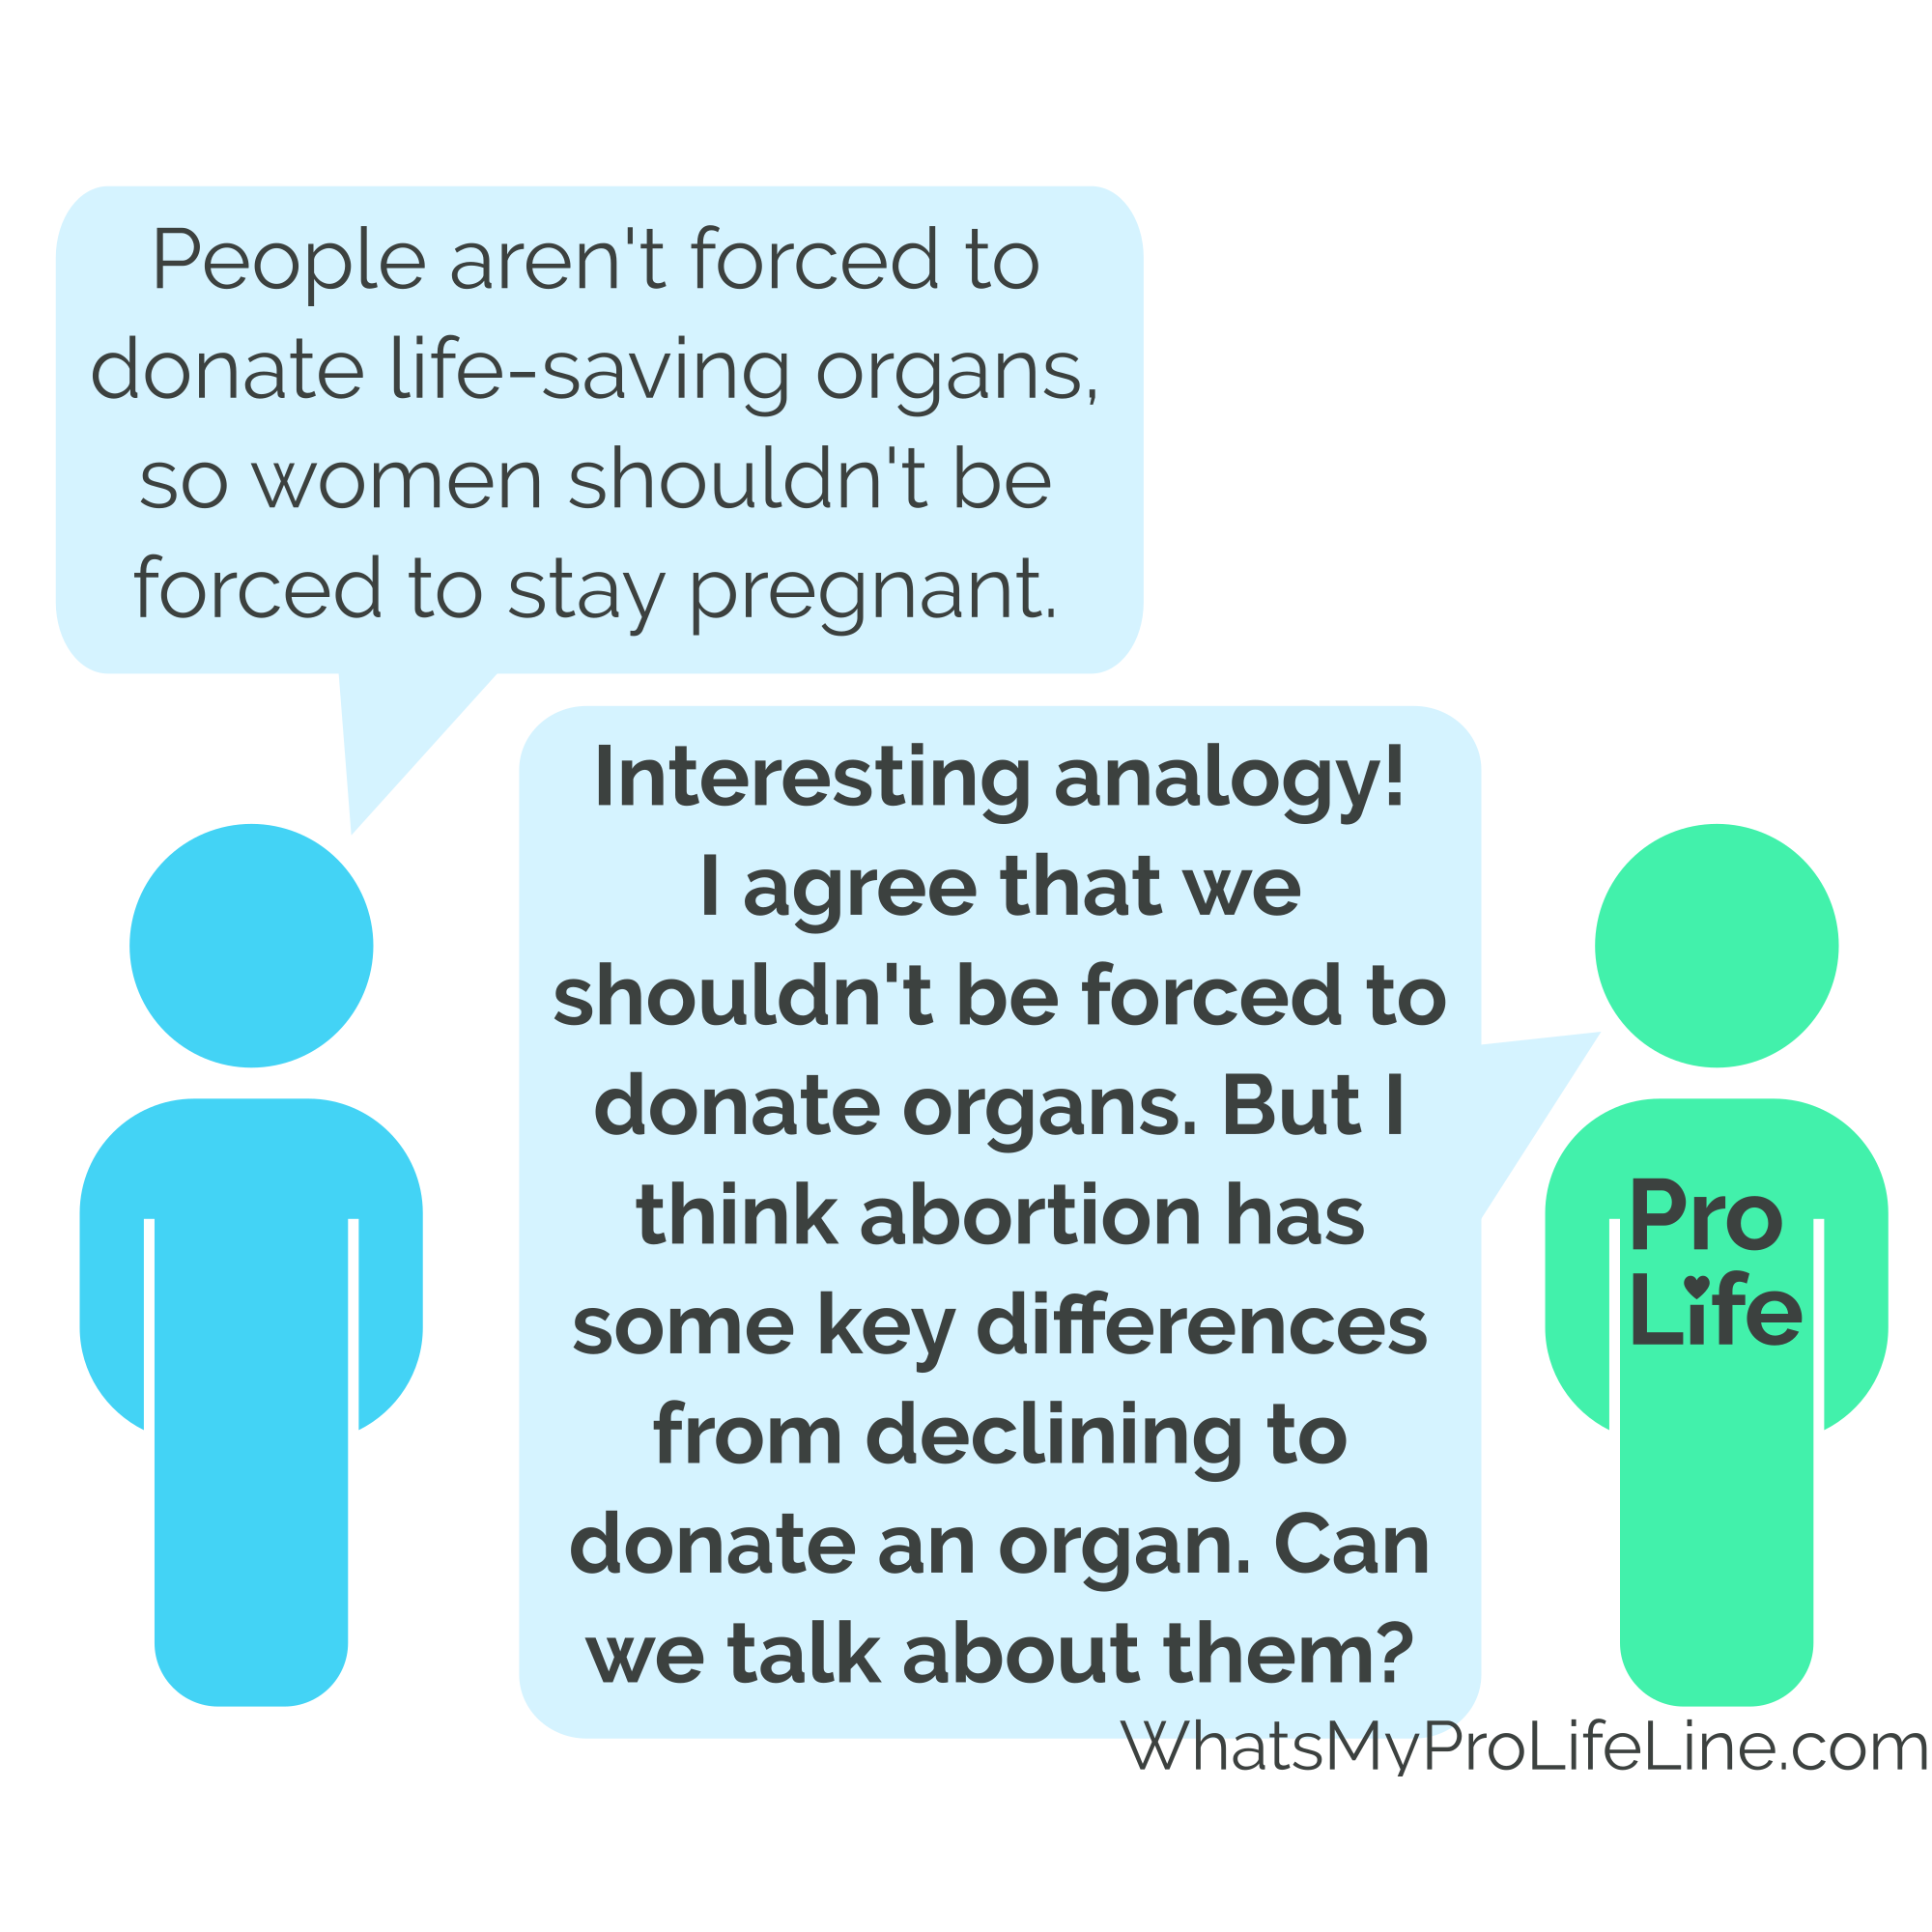 People aren't forced to
donate life-saving organs,
so women shouldn't be
forced to stay pregnant.
Interesting analogy!
I agree that we
shouldn't be forced to
donate organs. But I
think abortion has
some key differences
from declining to
donate an organ. Can
we talk about them?
Pro
Life
WhatsMyProLifeLine.com